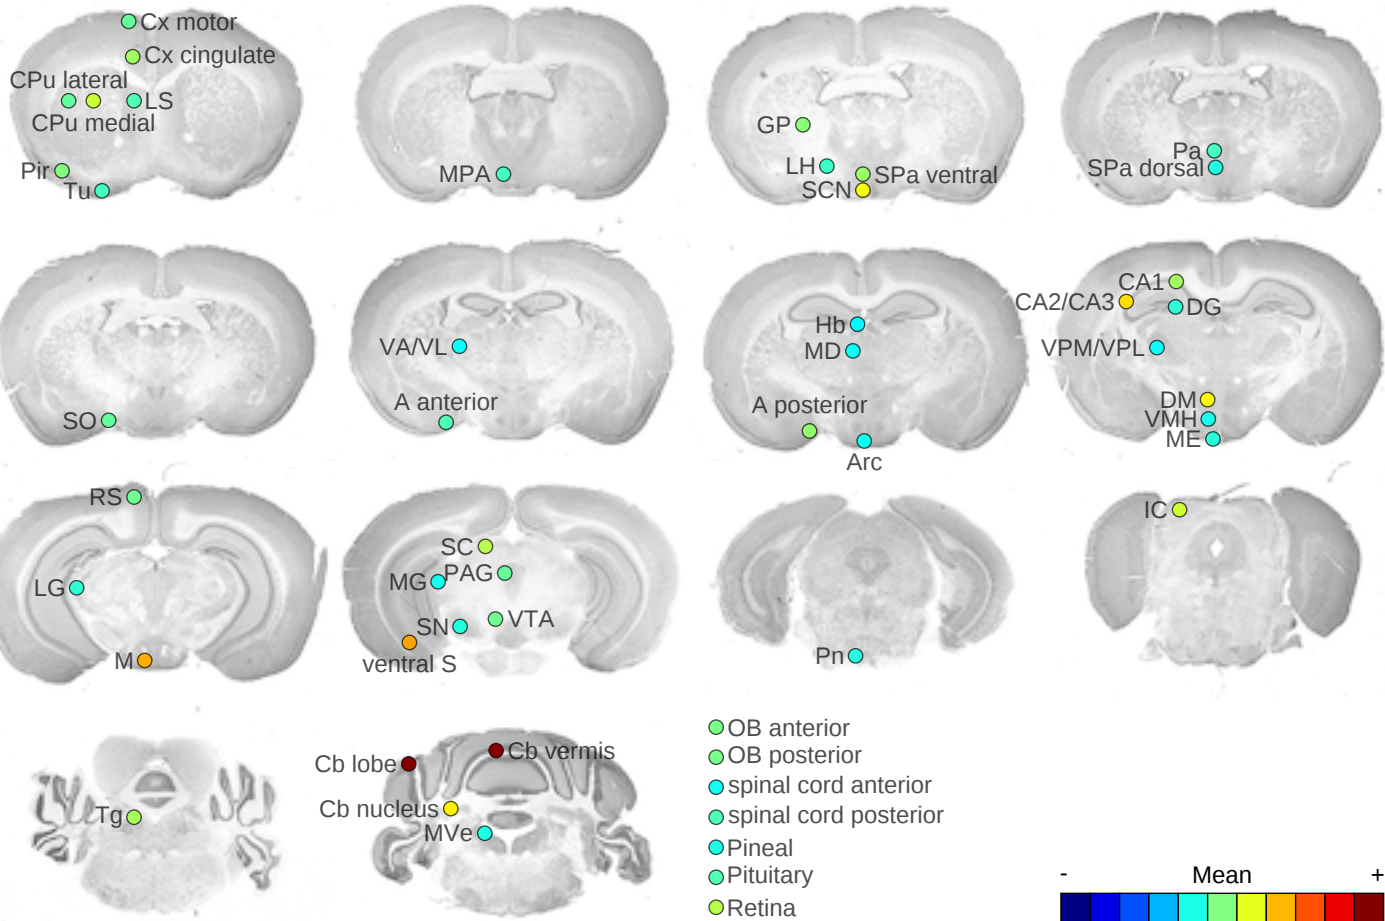 Cx motor
Cx cingulate
CPu lateral
LS
CPu medial
Pir
Tu
MPA
GP
LH
SPa ventral
SCN
Pa
SPa dorsal
SO
VA/VL
A anterior
Hb
MD
A posterior
Arc
CA1
CA2/CA3
DG
VPM/VPL
DM
VMH
ME
RS
LG
M
SC
PAG
MG
SN
VTA
ventral S
Pn
IC
Tg
Cb lobe
Cb vermis
Cb nucleus
MVe
OB anterior
OB posterior
spinal cord anterior
spinal cord posterior
Pineal
Pituitary
Retina
- Mean +